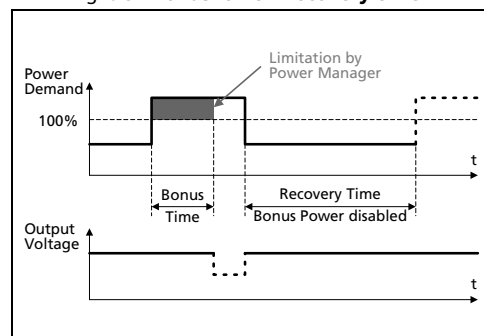 Limitation by
Power Manager
Power
Demand
100%
t
Bonus
Time
Recovery Time
Bonus Power disabled
Output
Voltage
t